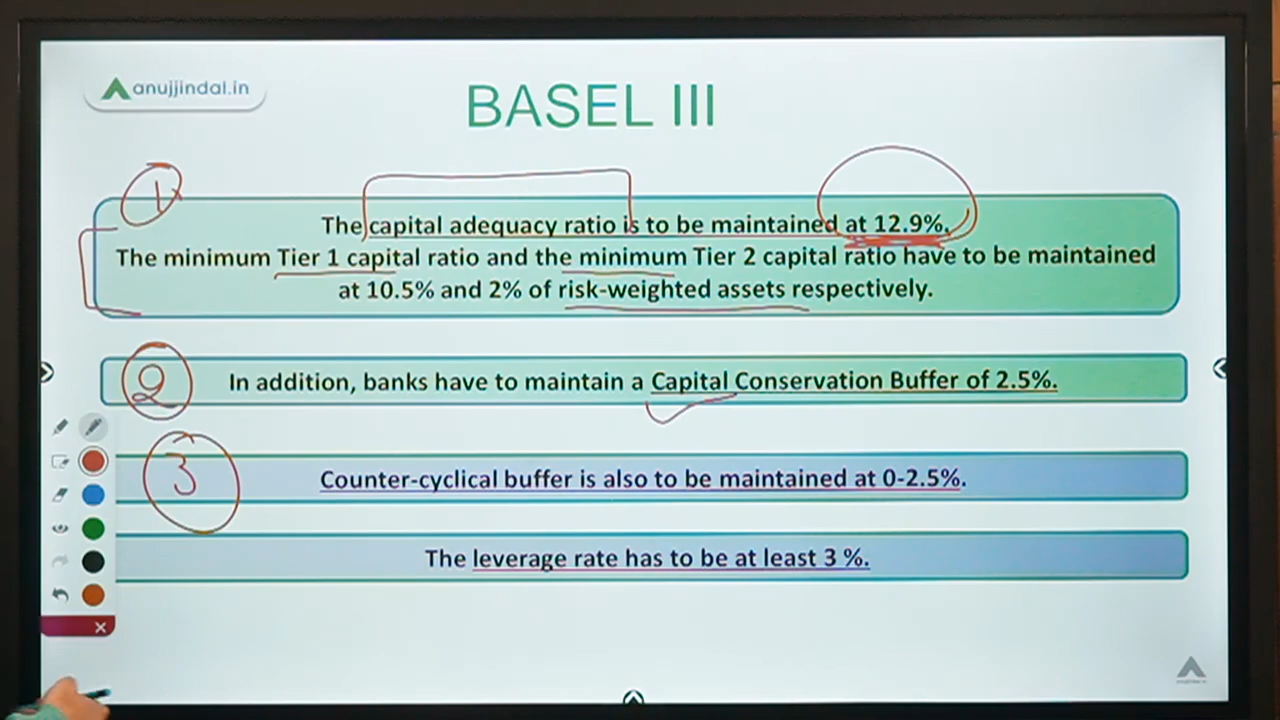 anujjindal.in
BASEL III
1
The capital adequacy ratio is to be maintained at 12.9%.
The minimum Tier 1 capital ratio and the minimum Tier 2 capital ratio have to be maintained
at 10.5% and 2% of risk-weighted assets respectively.
2
In addition, banks have to maintain a Capital Conservation Buffer of 2.5%.
3
Counter-cyclical buffer is also to be maintained at 0-2.5%.
The leverage rate has to be at least 3 %.